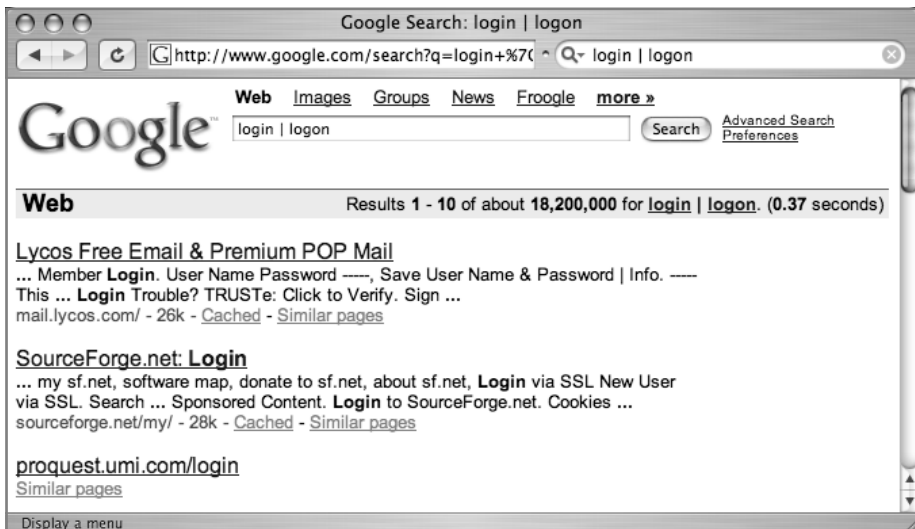 Google Search: login | logon
http://www.google.com/search?q=login+%7( login | logon
Web Images Groups News Froogle more »
Google™
login | logon Search Advanced Search
Preferences
Web Results 1 - 10 of about 18,200,000 for login | logon. (0.37 seconds)
Lycos Free Email & Premium POP Mail
... Member Login. User Name Password -----, Save User Name & Password | Info. -----
This ... Login Trouble? TRUSTe: Click to Verify. Sign ...
mail.lycos.com/ - 26k - Cached - Similar pages
SourceForge.net: Login
... my sf.net, software map, donate to sf.net, about sf.net, Login via SSL New User
via SSL. Search ... Sponsored Content. Login to SourceForge.net. Cookies ...
sourceforge.net/my/ - 28k - Cached - Similar pages
proquest.umi.com/login
Similar pages
Display a menu